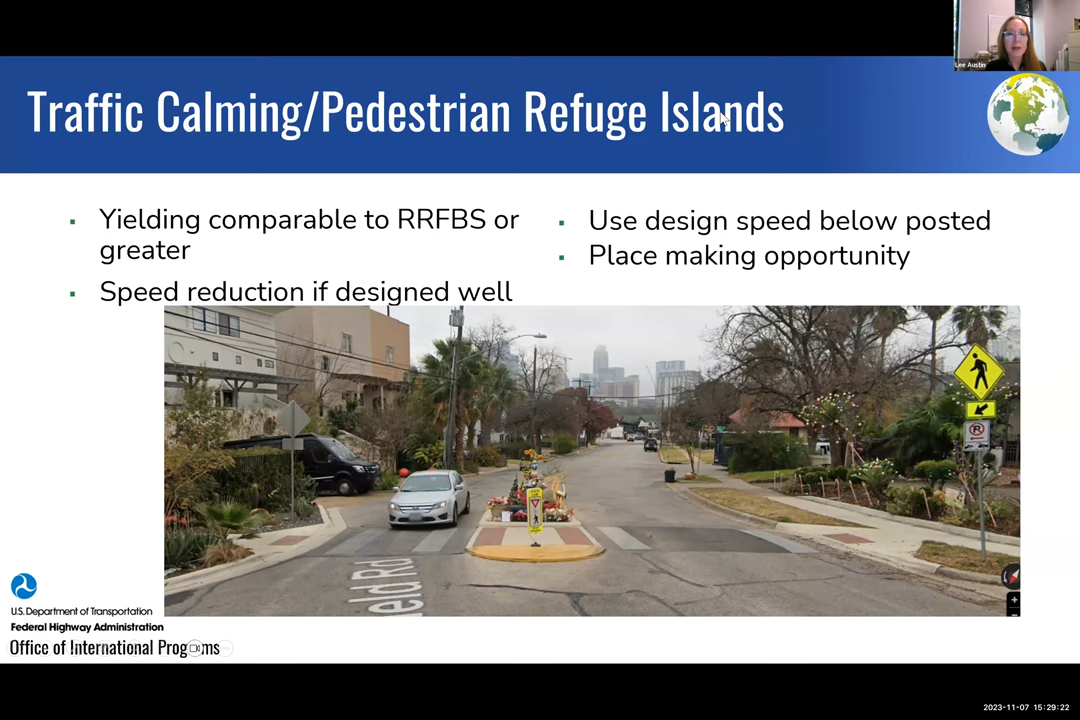 Lee Austin
Traffic Calming/Pedestrian Refuge Islands
Yielding comparable to RRFBS or
greater
Speed reduction if designed well
Use design speed below posted
Place making opportunity
eld Rd
P
U.S. Department of Transportation
Federal Highway Administration
Office of International Programs
2023-11-07 15:29:22